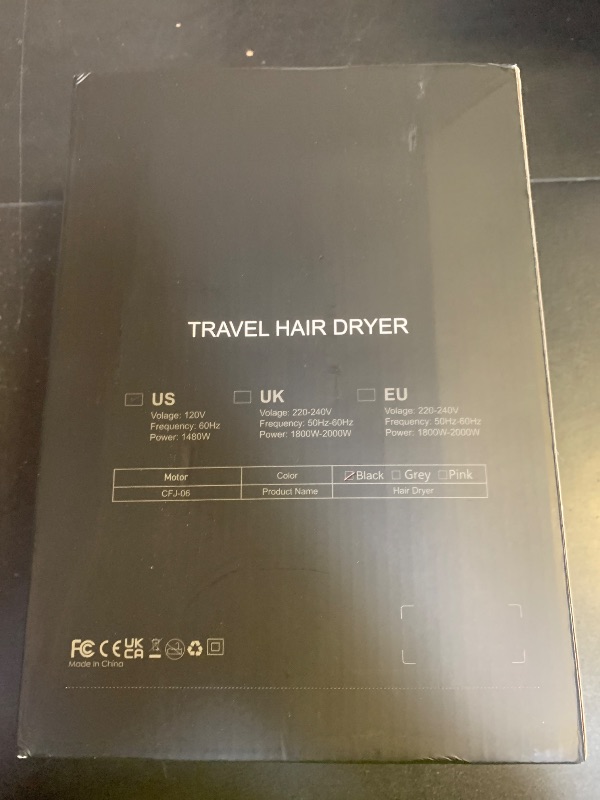 TRAVEL HAIR DRYER
US UK EU
Volage: 120V Volage: 220-240V Volage: 220-240V
Frequency: 60Hz Frequency: 50Hz-60Hz Frequency: 50Hz-60Hz
Power: 1480W Power: 1800W-2000W Power: 1800W-2000W
Motor Color Black Grey Pink
CFJ-06 Product Name Hair Dryer
FC CE UK CA
Made in China